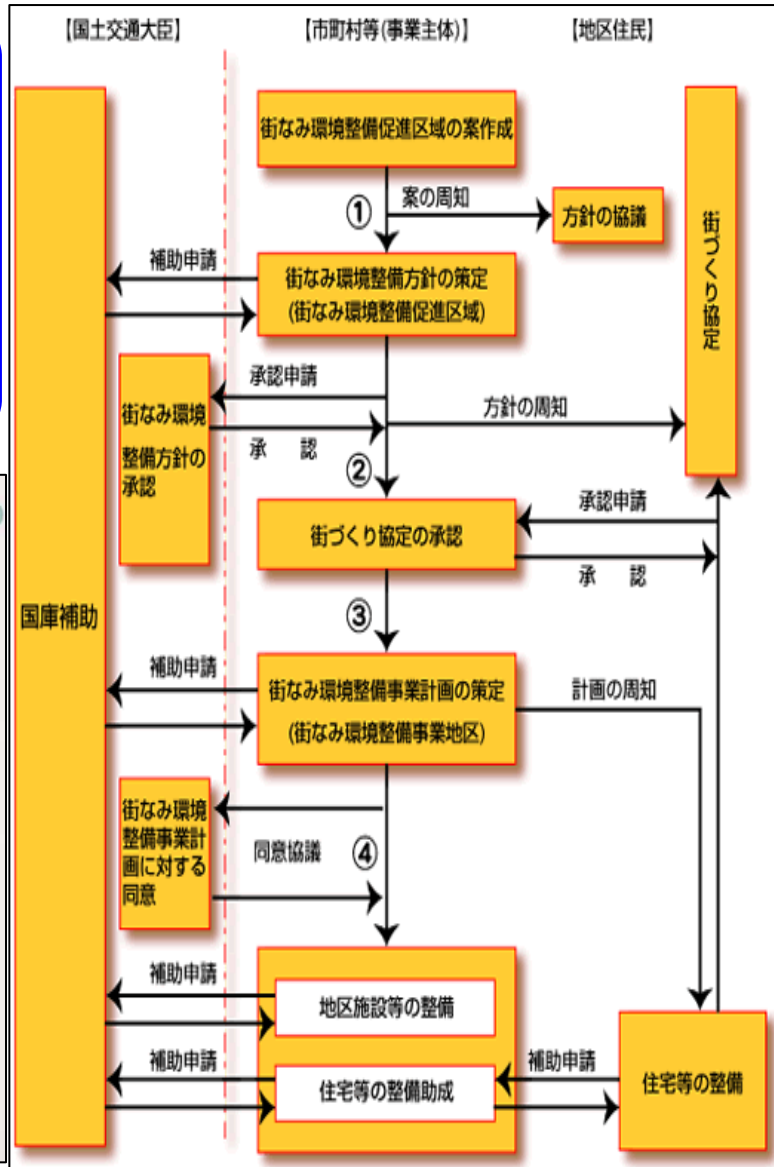 【国土交通大臣】
【市町村等(事業主体)】
【地区住民】
街なみ環境整備促進区域の案作成
①
案の周知
方針の協議
街づくり協定
補助申請
街なみ環境整備方針の策定
(街なみ環境整備促進区域)
承認申請
街なみ環境
整備方針の
承認
承　認
方針の周知
②
街づくり協定の承認
承認申請
承　認
国庫補助
③
補助申請
街なみ環境整備事業計画の策定
(街なみ環境整備事業地区)
計画の周知
街なみ環境
整備事業計
画に対する
同意
同意協議
④
補助申請
地区施設等の整備
補助申請
住宅等の整備助成
補助申請
住宅等の整備